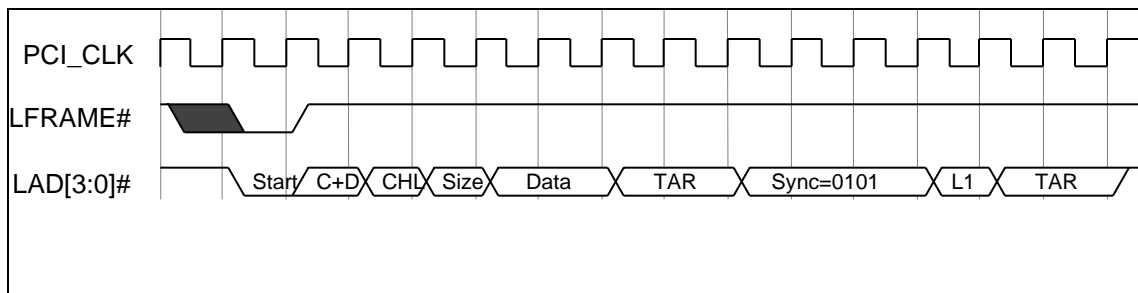 PCI_CLK
LFRAME#
LAD[3:0]# Start C+D CHL Size Data TAR Sync=0101 L1 TAR